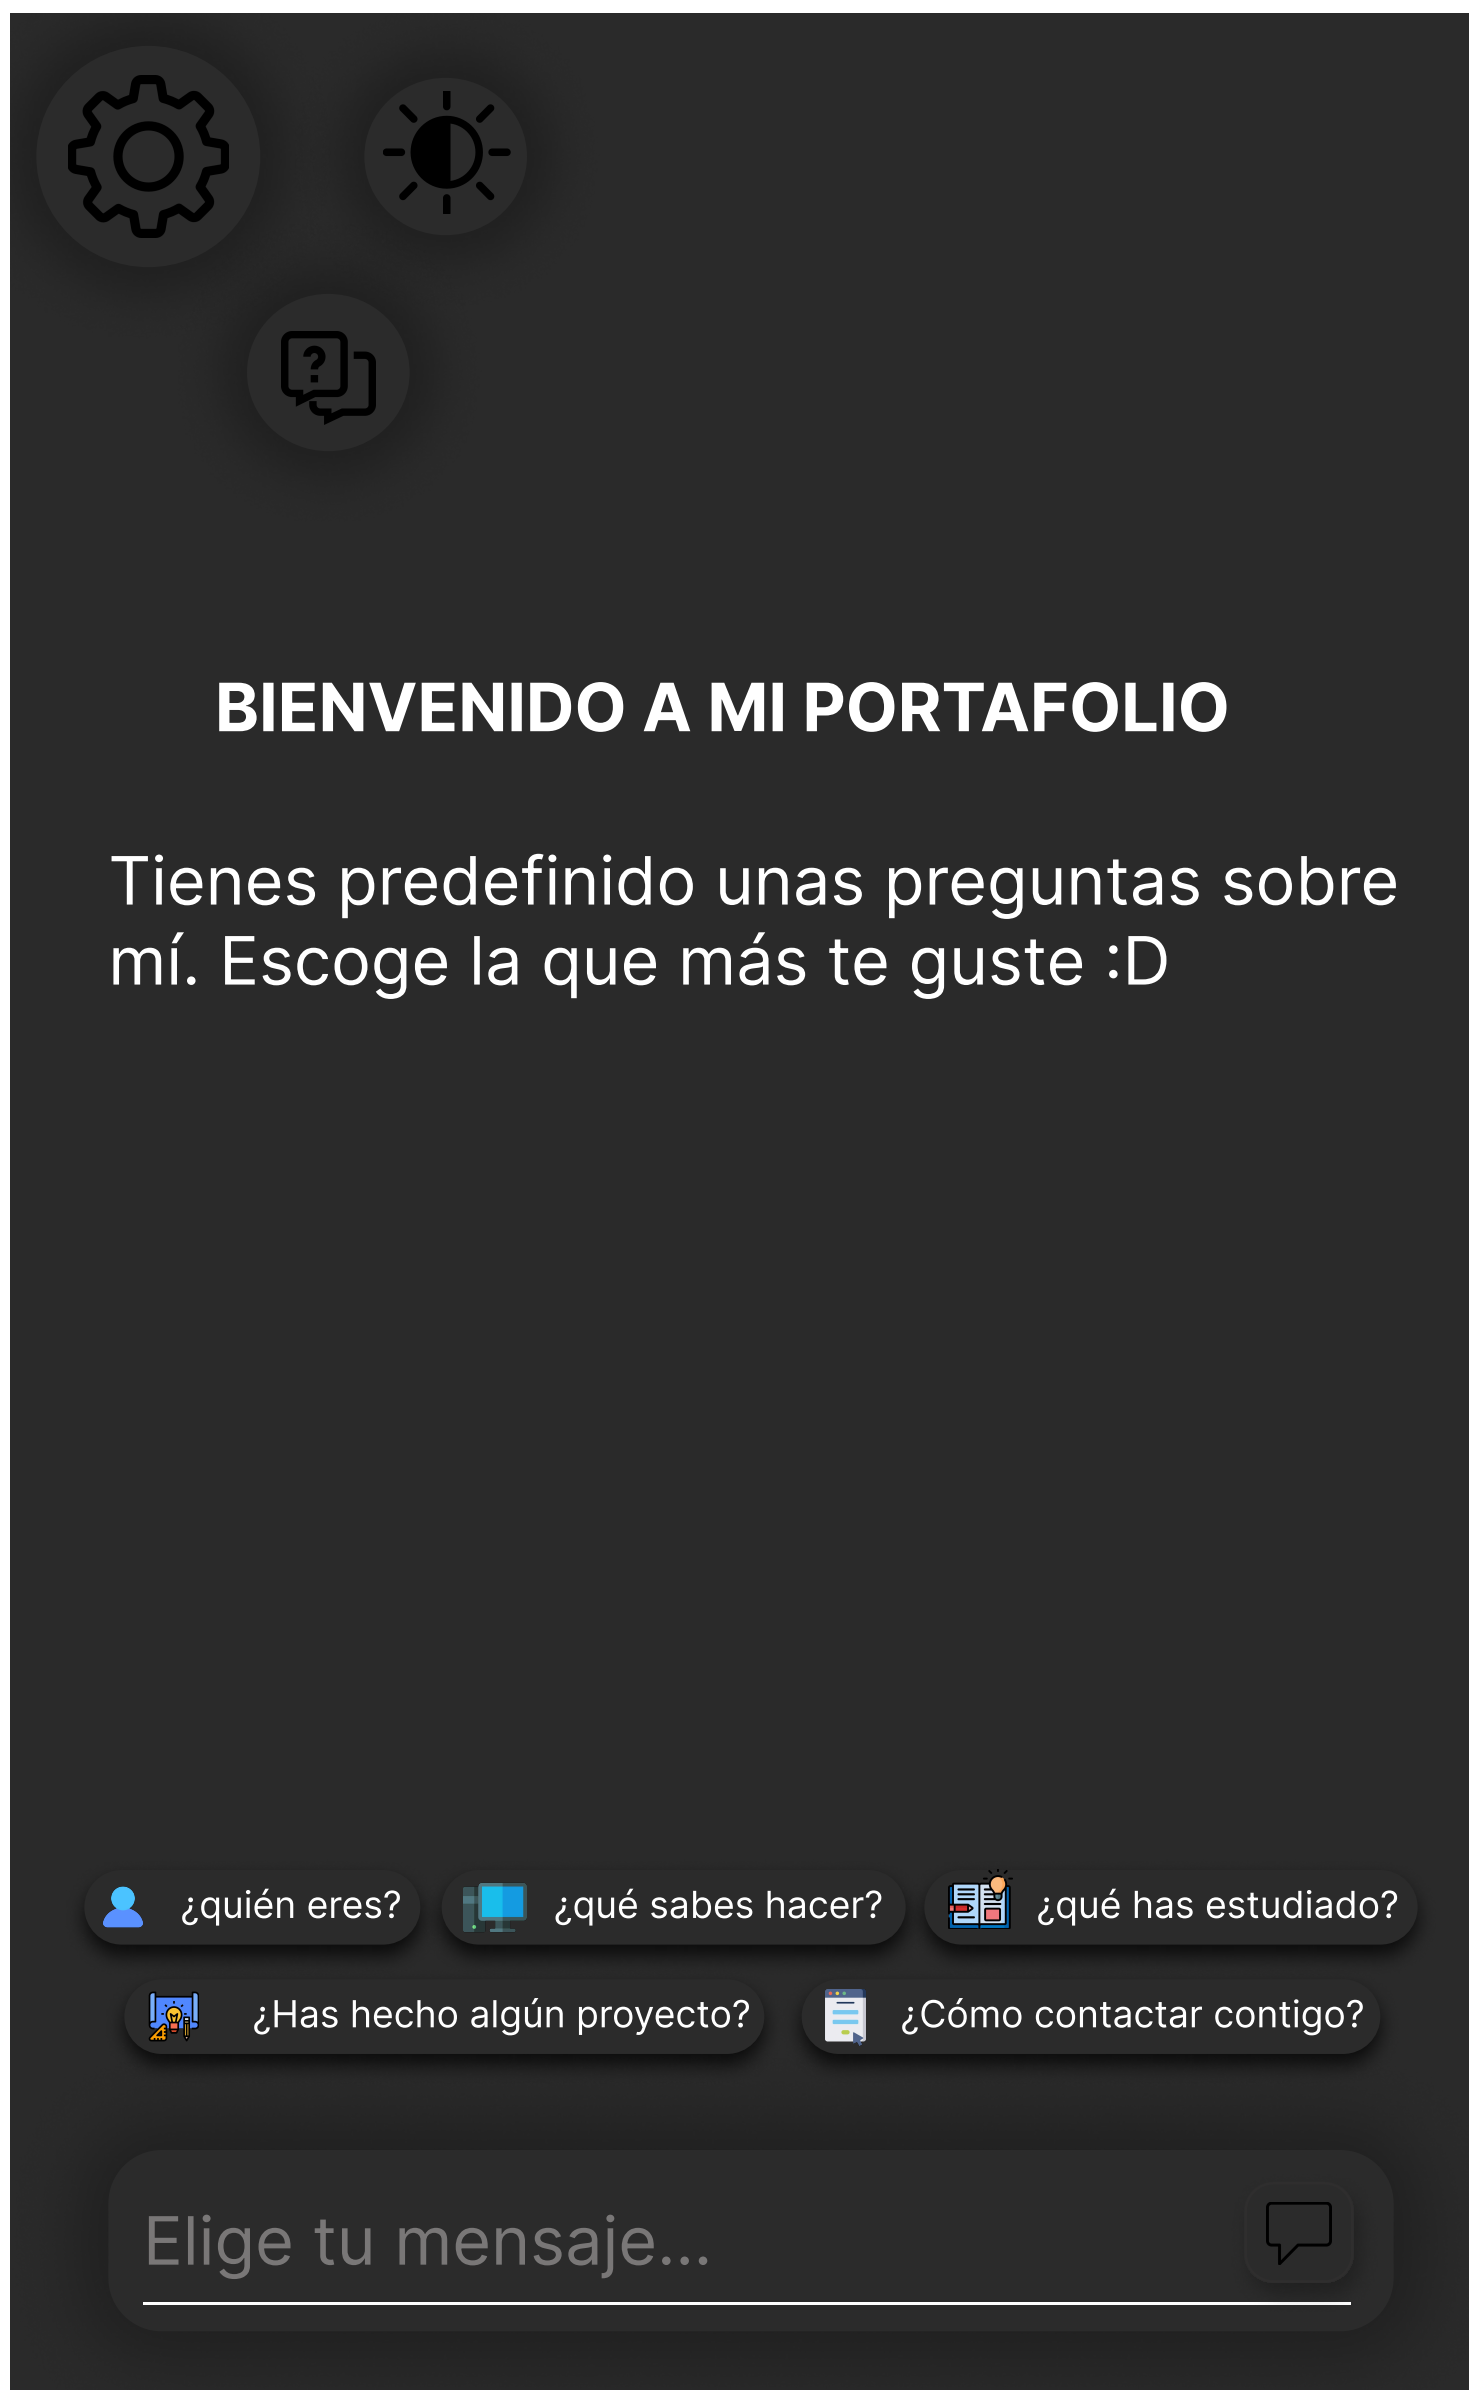 BIENVENIDO A MI PORTAFOLIO
Tienes predefinido unas preguntas sobre
mí. Escoge la que más te guste :D
¿quién eres?
¿qué sabes hacer?
¿qué has estudiado?
¿Has hecho algún proyecto?
¿Cómo contactar contigo?
Elige tu mensaje...